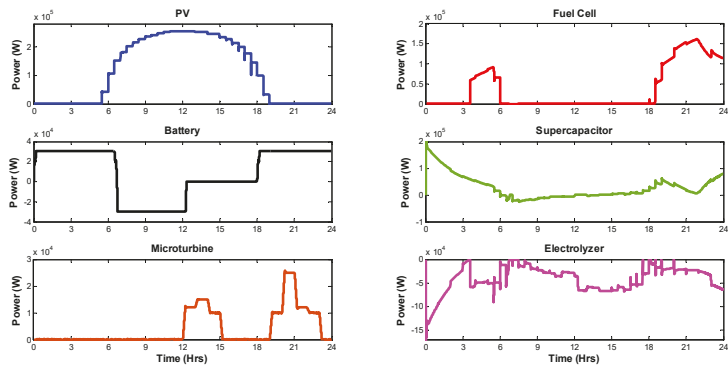 PV
x 10^5
Power (W)
2
1
0
0 3 6 9 12 15 18 21 24
Fuel Cell
x 10^5
Power (W)
2
1.5
1
0.5
0
0 3 6 9 12 15 18 21 24
Battery
x 10^4
Power (W)
4
2
0
-2
-4
0 3 6 9 12 15 18 21 24
Supercapacitor
x 10^5
Power (W)
2
1
0
-1
0 3 6 9 12 15 18 21 24
Microturbine
x 10^4
Power (W)
3
2
1
0
0 3 6 9 12 15 18 21 24
Time (Hrs)
Electrolyzer
x 10^4
Power (W)
0
-5
-10
-15
0 3 6 9 12 15 18 21 24
Time (Hrs)